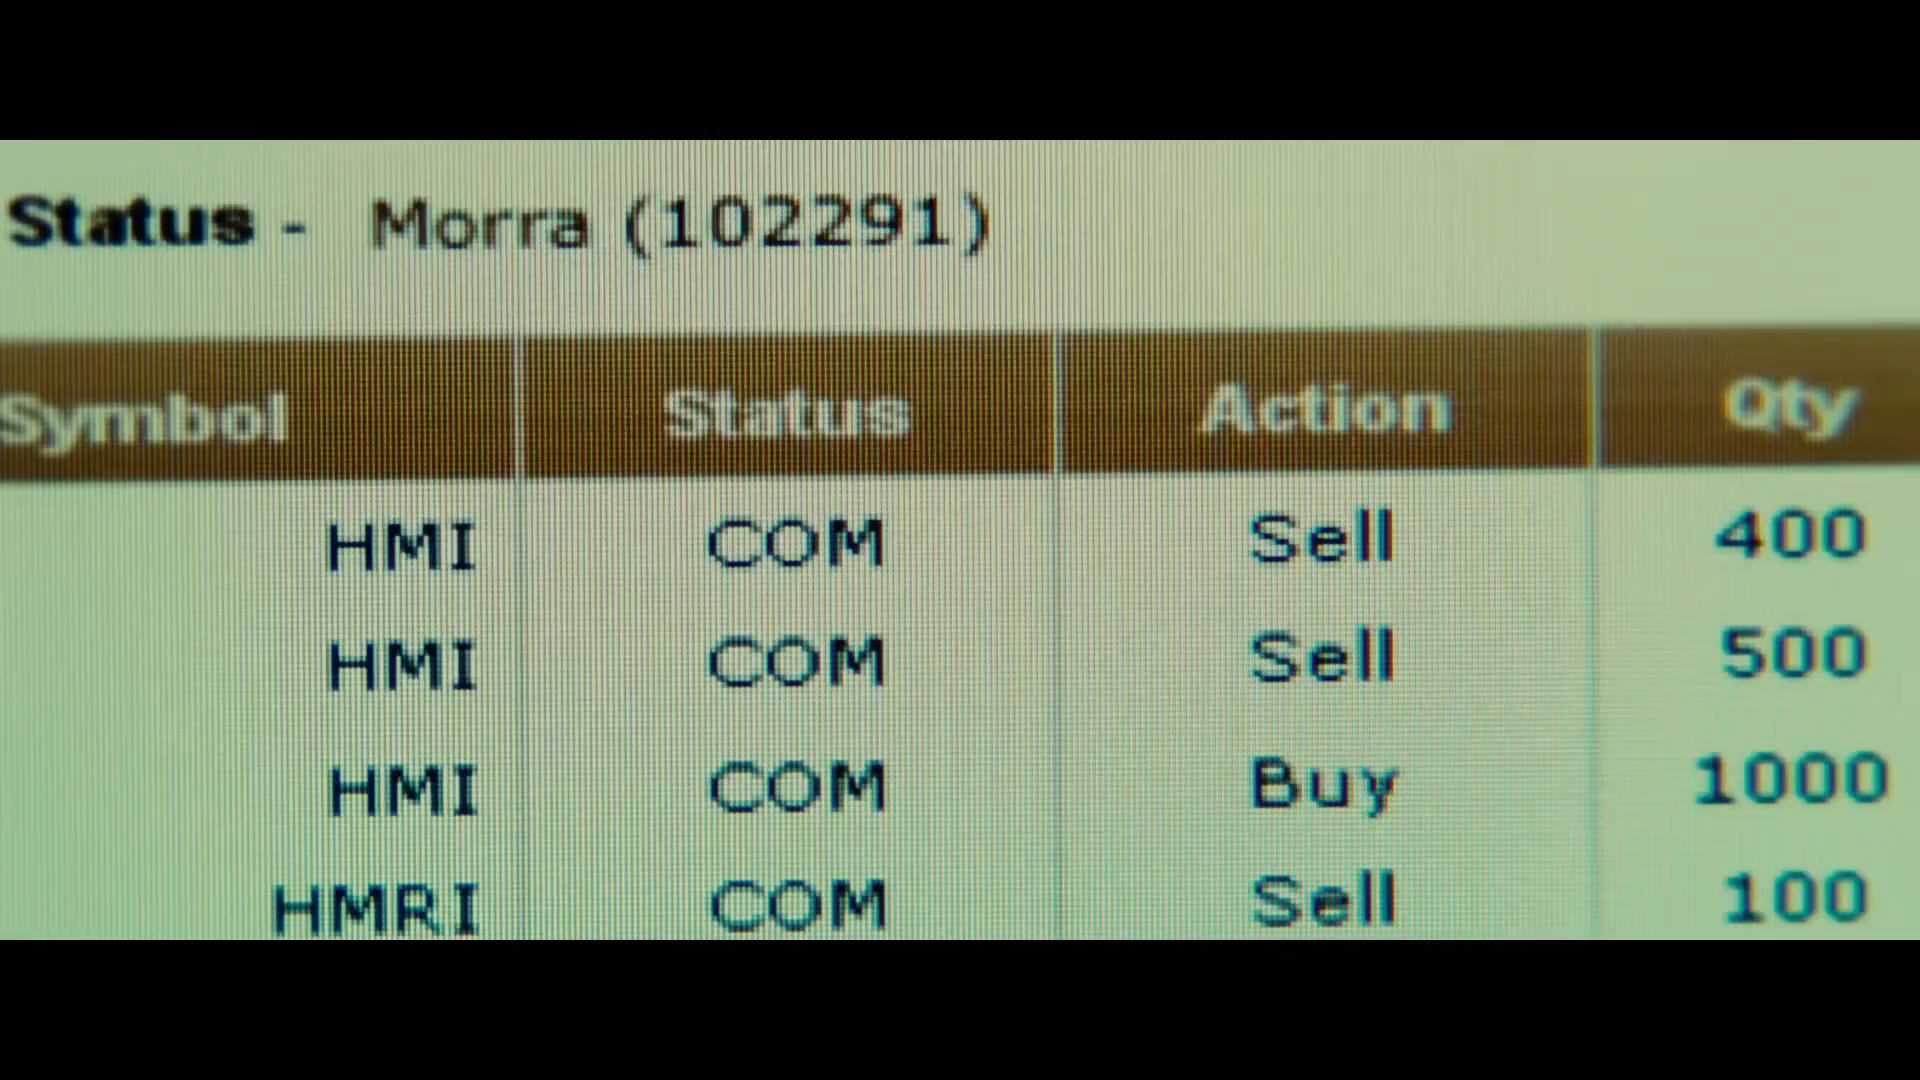 Status - Morra (102291)
Symbol Status Action Qty
HMI COM Sell 400
HMI COM Sell 500
HMI COM Buy 1000
HMRI COM Sell 100